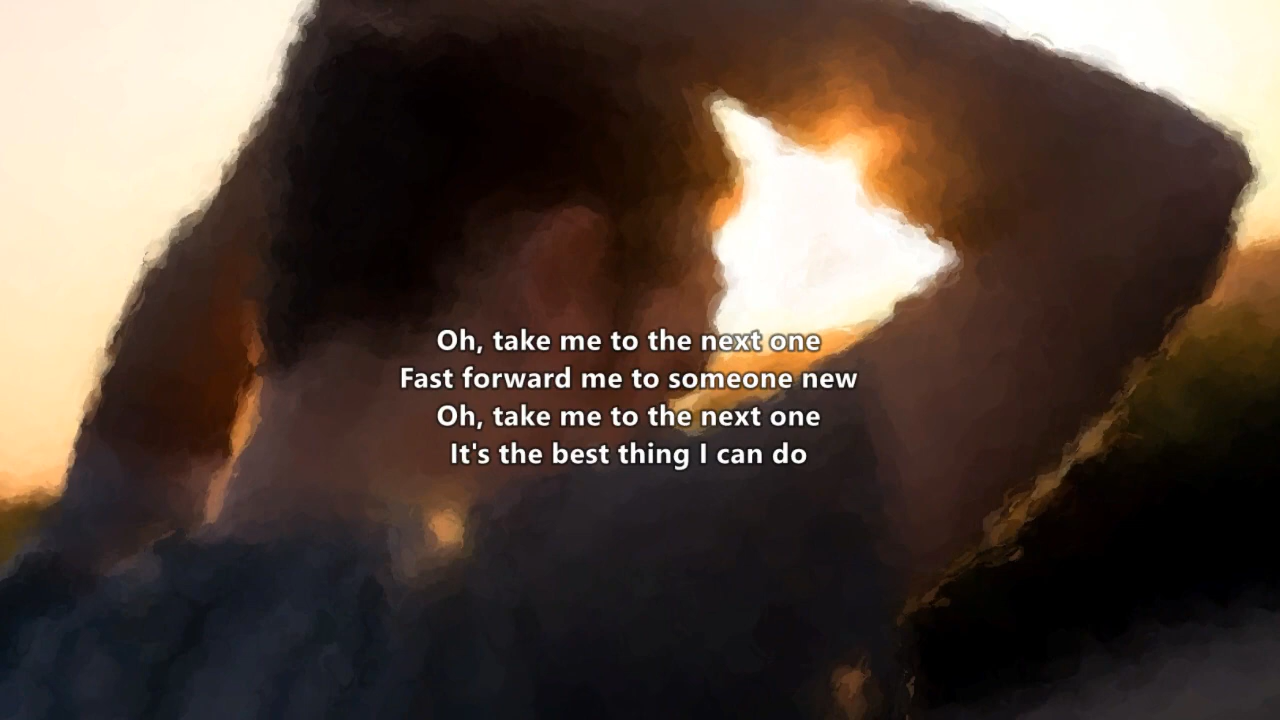 Oh, take me to the next one
Fast forward me to someone new
Oh, take me to the next one
It's the best thing I can do